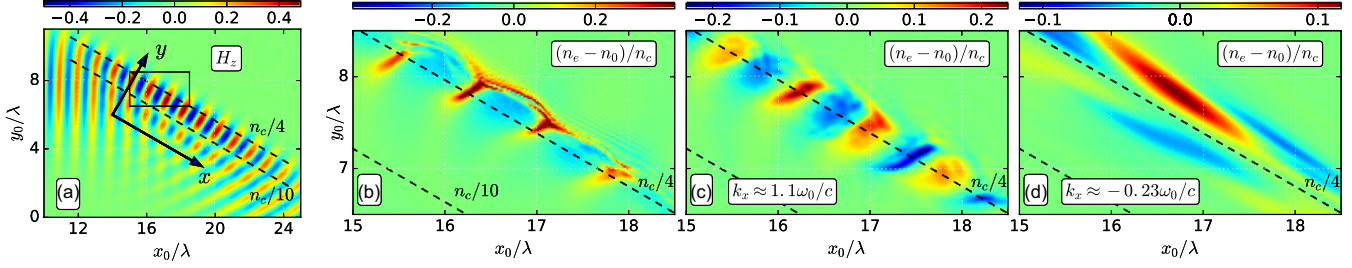 −0.4 −0.2 0.0 0.2 0.4
H_z
y
x
n_c/4
n_c/10
(a)
8
4
0
y_0/λ
12 16 20 24
x_0/λ
−0.2 0.0 0.2
(n_e − n_0)/n_c
8
7
y_0/λ
n_c/10
n_c/4
(b)
15 16 17 18
x_0/λ
−0.2 0.0 0.2
(n_e − n_0)/n_c
n_c/4
(c)
k_x ≈ 1.1ω_0/c
15 16 17 18
x_0/λ
−0.1 0.0 0.1
(n_e − n_0)/n_c
n_c/4
(d)
k_x ≈ −0.23ω_0/c
15 16 17 18
x_0/λ